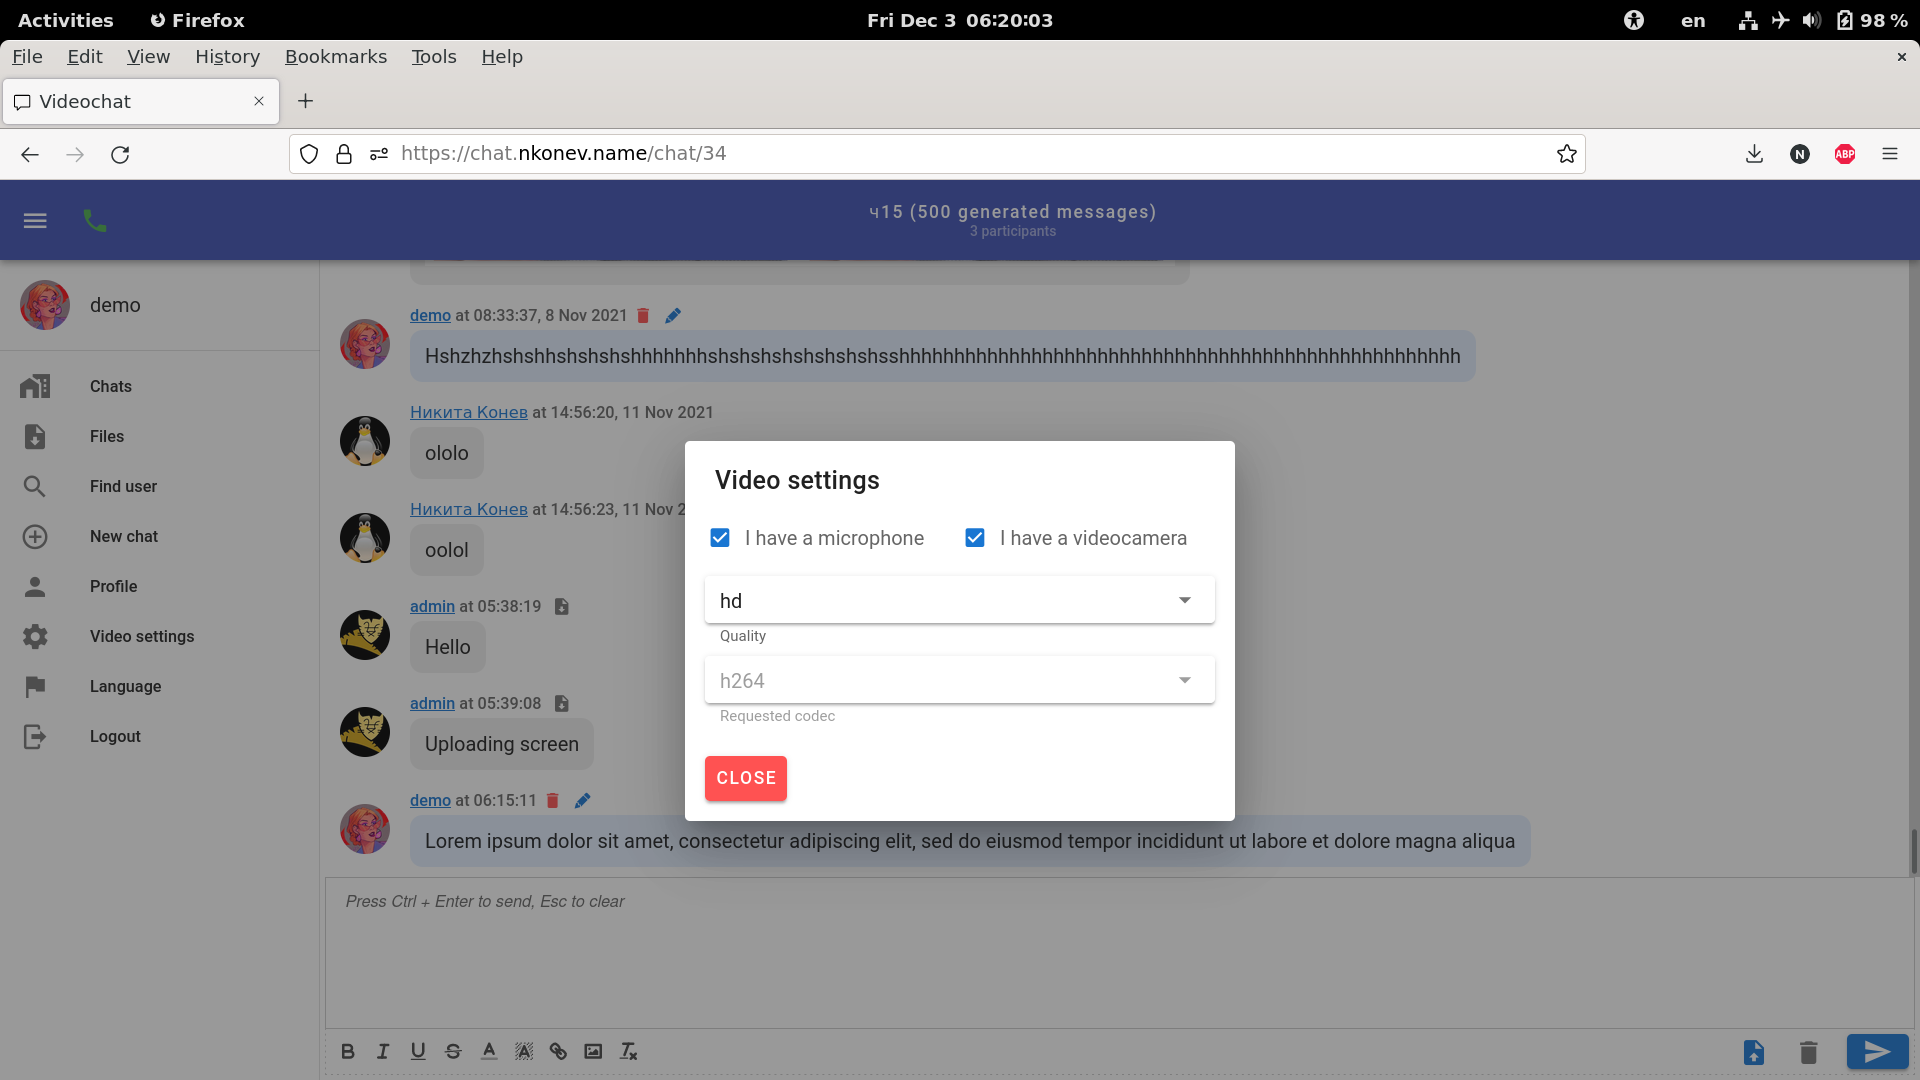 Activities Firefox Fri Dec 3 06:20:03 en 98 %
File Edit View History Bookmarks Tools Help
Videochat
https://chat.nkonev.name/chat/34 N ABP
ч15 (500 generated messages)
3 participants
demo
Chats
Files
Find user
New chat
Profile
Video settings
Language
Logout
demo at 08:33:37, 8 Nov 2021
Никита Конев at 14:56:20, 11 Nov 2021
ololo
Никита Конев at 14:56:23, 11 Nov 2
oolol
admin at 05:38:19
Hello
admin at 05:39:08
Uploading screen
demo at 06:15:11
Lorem ipsum dolor sit amet, consectetur adipiscing elit, sed do eiusmod tempor incididunt ut labore et dolore magna aliqua
Video settings
I have a microphone I have a videocamera
hd
Quality
h264
Requested codec
CLOSE
Press Ctrl + Enter to send, Esc to clear